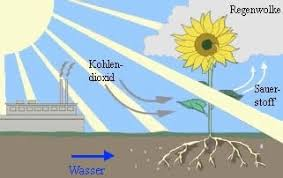 Regenwolke
Kohlen-
dioxid
Sauer-
stoff
Wasser